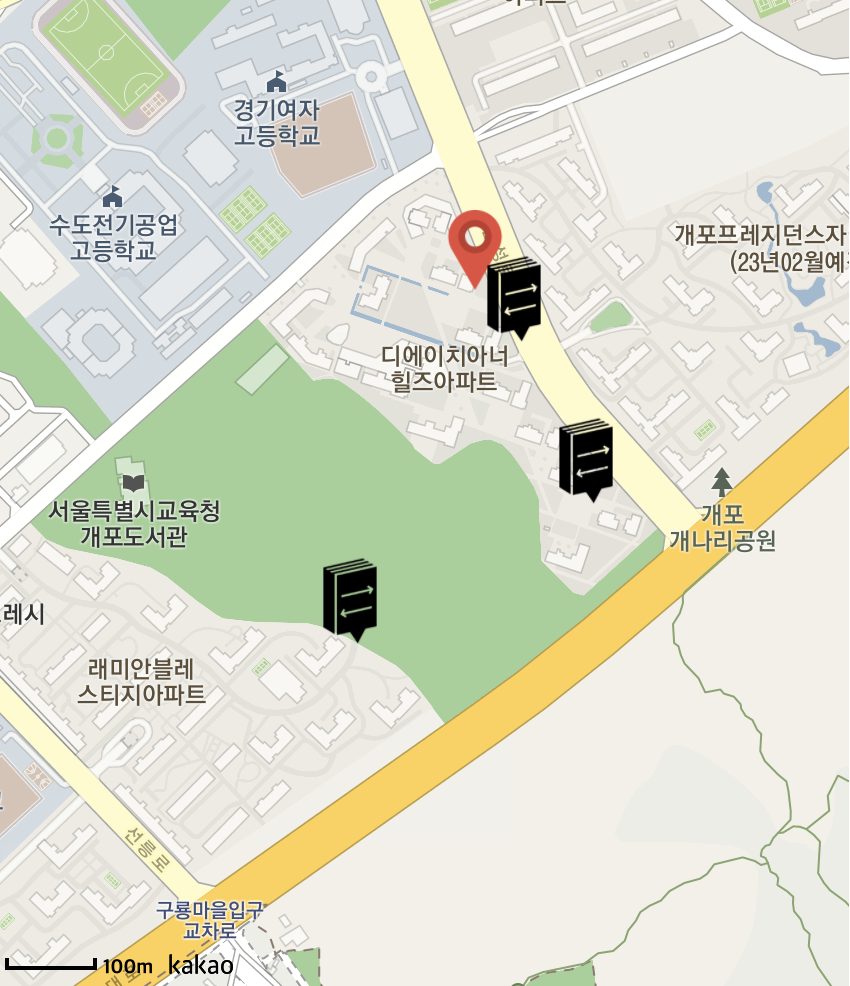 경기여자
고등학교
수도전기공업
고등학교
개포프레지던스자
(23년02월예
디에이치아너
힐즈아파트
서울특별시교육청
개포도서관
개포
개나리공원
레시
래미안블레
스티지아파트
선릉로
구룡마을입구
교차로
100m kakao